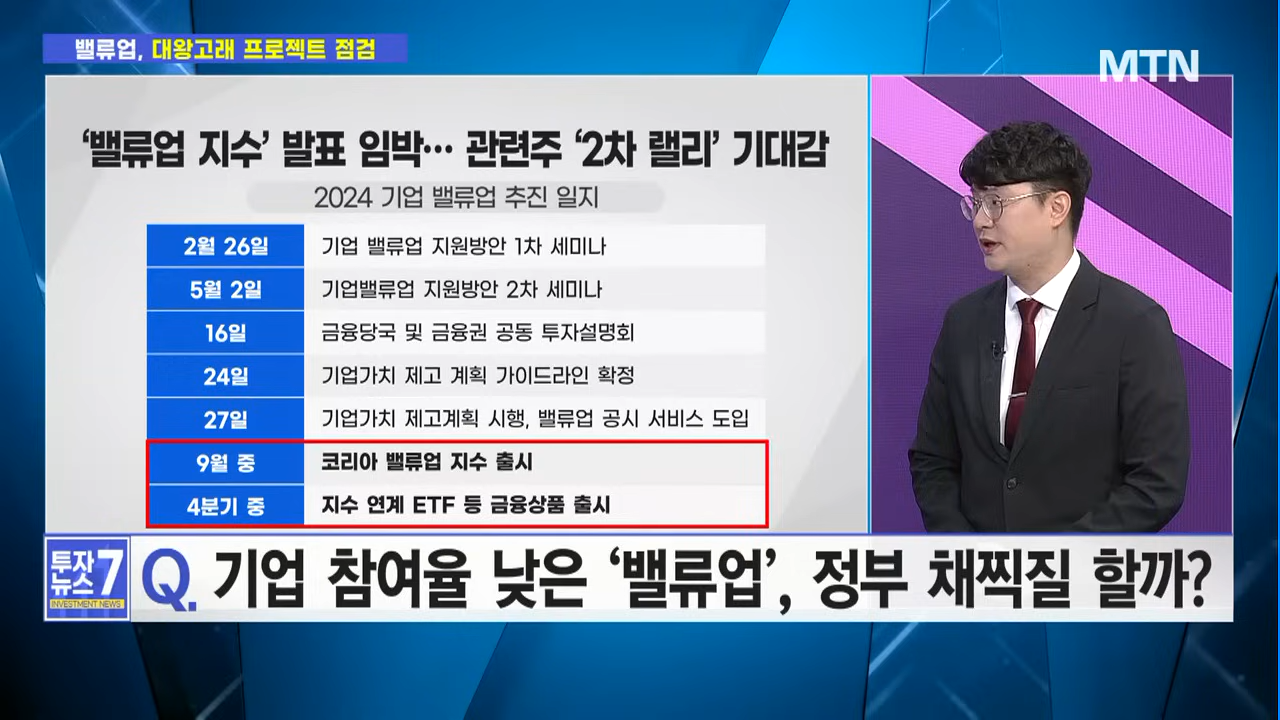 밸류업, 대왕고래 프로젝트 점검
MTN
‘밸류업 지수’ 발표 임박… 관련주 ‘2차 랠리’ 기대감
2024 기업 밸류업 추진 일지
2월 26일 기업 밸류업 지원방안 1차 세미나
5월 2일 기업밸류업 지원방안 2차 세미나
16일 금융당국 및 금융권 공동 투자설명회
24일 기업가치 제고 계획 가이드라인 확정
27일 기업가치 제고계획 시행, 밸류업 공시 서비스 도입
9월 중 코리아 밸류업 지수 출시
4분기 중 지수 연계 ETF 등 금융상품 출시
투자
뉴스 7
INVESTMENT NEWS
Q. 기업 참여율 낮은 ‘밸류업’, 정부 채찍질 할까?